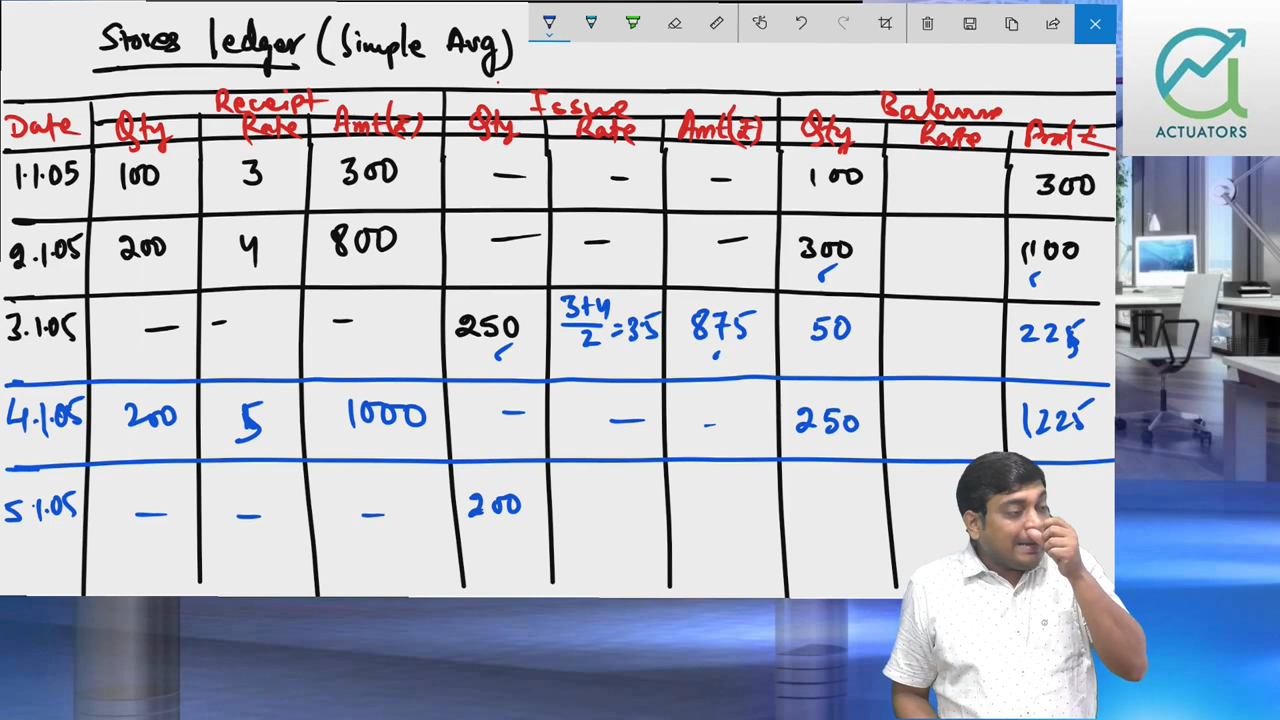 Stores ledger (Simple Avg)
ACTUATORS
Receipt Issue Balance
Date Qty Rate Amt(₹) Qty Rate Amt(₹) Qty Rate Amt ₹
1.1.05 100 3 300 — – – 100 300
2.1.05 200 4 800 — – – 300 1100
3.1.05 — – – 250 3+4/2 = 3.5 875 50 225
4.1.05 200 5 1000 – — - 250 1225
5.1.05 – – – 200